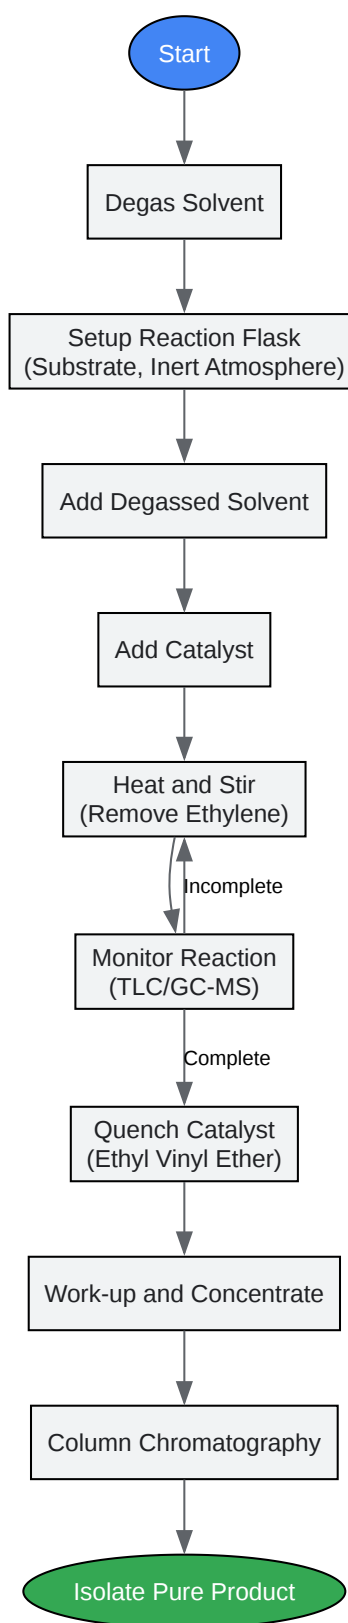 Start
Degas Solvent
Setup Reaction Flask
(Substrate, Inert Atmosphere)
Add Degassed Solvent
Add Catalyst
Heat and Stir
(Remove Ethylene)
Incomplete
Monitor Reaction
(TLC/GC-MS)
Complete
Quench Catalyst
(Ethyl Vinyl Ether)
Work-up and Concentrate
Column Chromatography
Isolate Pure Product